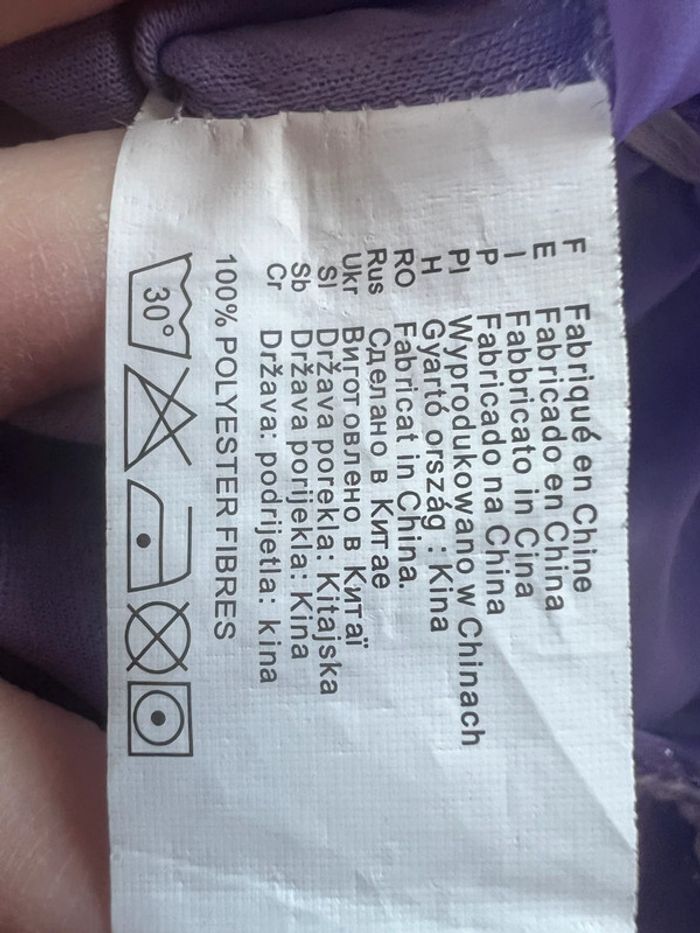 F Fabriqué en Chine
E Fabricado en China
I Fabbricato in Cina
P Fabricado na China
Pl Wyprodukowano w Chinach
H Gyartó ország : Kina
RO Fabricat in China.
Rus Сделано в Китае
Ukr Виготовлено в Китаї
Sl Država porekla: Kitajska
Sb Država porijekla: Kina
Cr Država: podrijetla: kina
100% POLYESTER FIBRES
30°